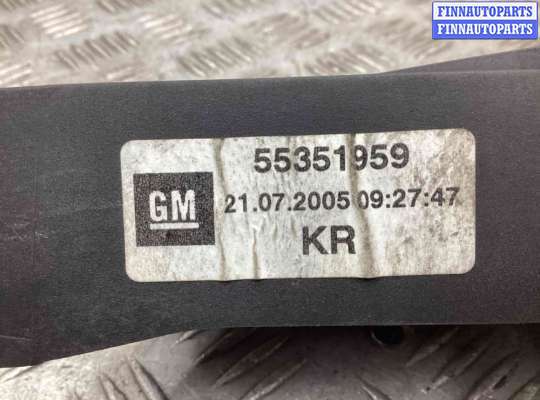 FINNAUTOPARTS
FINNAUTOPARTS
55351959
GM
21.07.2005 09:27:47
KR